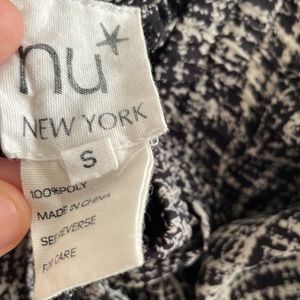 nu*
NEW YORK
S
100%POLY
MADE IN CHINA
SEE REVERSE
FOR CARE